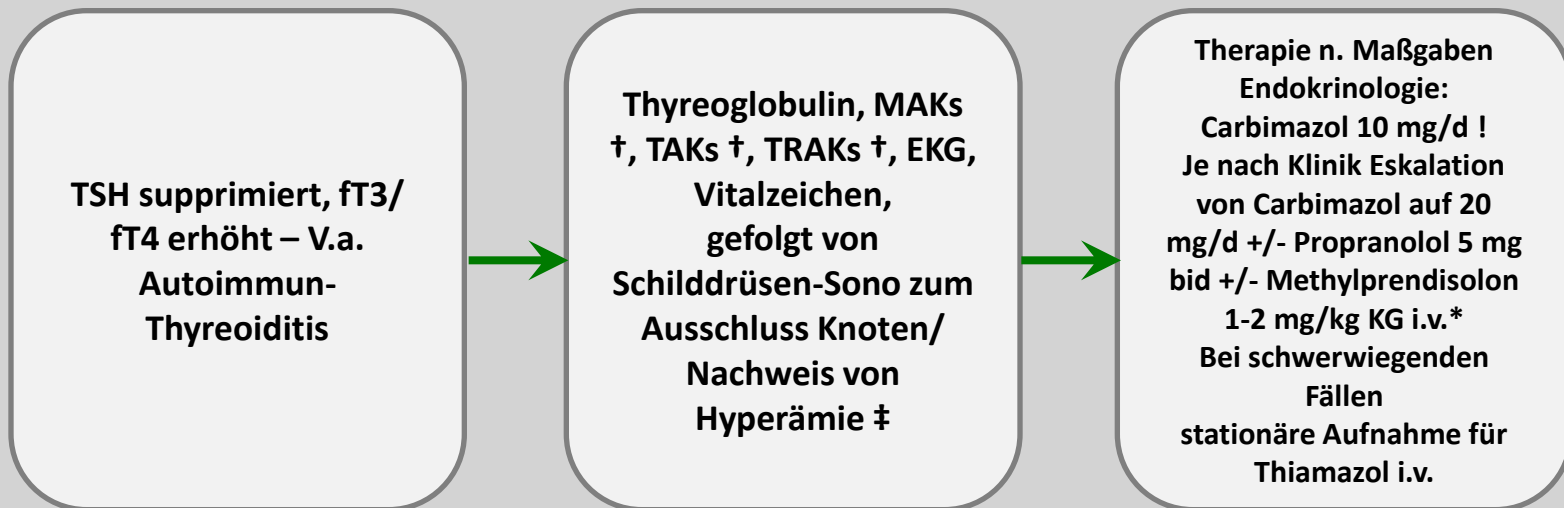 TSH supprimiert, fT3/
fT4 erhöht – V.a.
Autoimmun-
Thyreoiditis
Thyreoglobulin, MAKs
†, TAKs †, TRAKs †, EKG,
Vitalzeichen,
gefolgt von
Schilddrüsen-Sono zum
Ausschluss Knoten/
Nachweis von
Hyperämie ‡
Therapie n. Maßgaben
Endokrinologie:
Carbimazol 10 mg/d !
Je nach Klinik Eskalation
von Carbimazol auf 20
mg/d +/- Propranolol 5 mg
bid +/- Methylprendisolon
1-2 mg/kg KG i.v.*
Bei schwerwiegenden
Fällen
stationäre Aufnahme für
Thiamazol i.v.